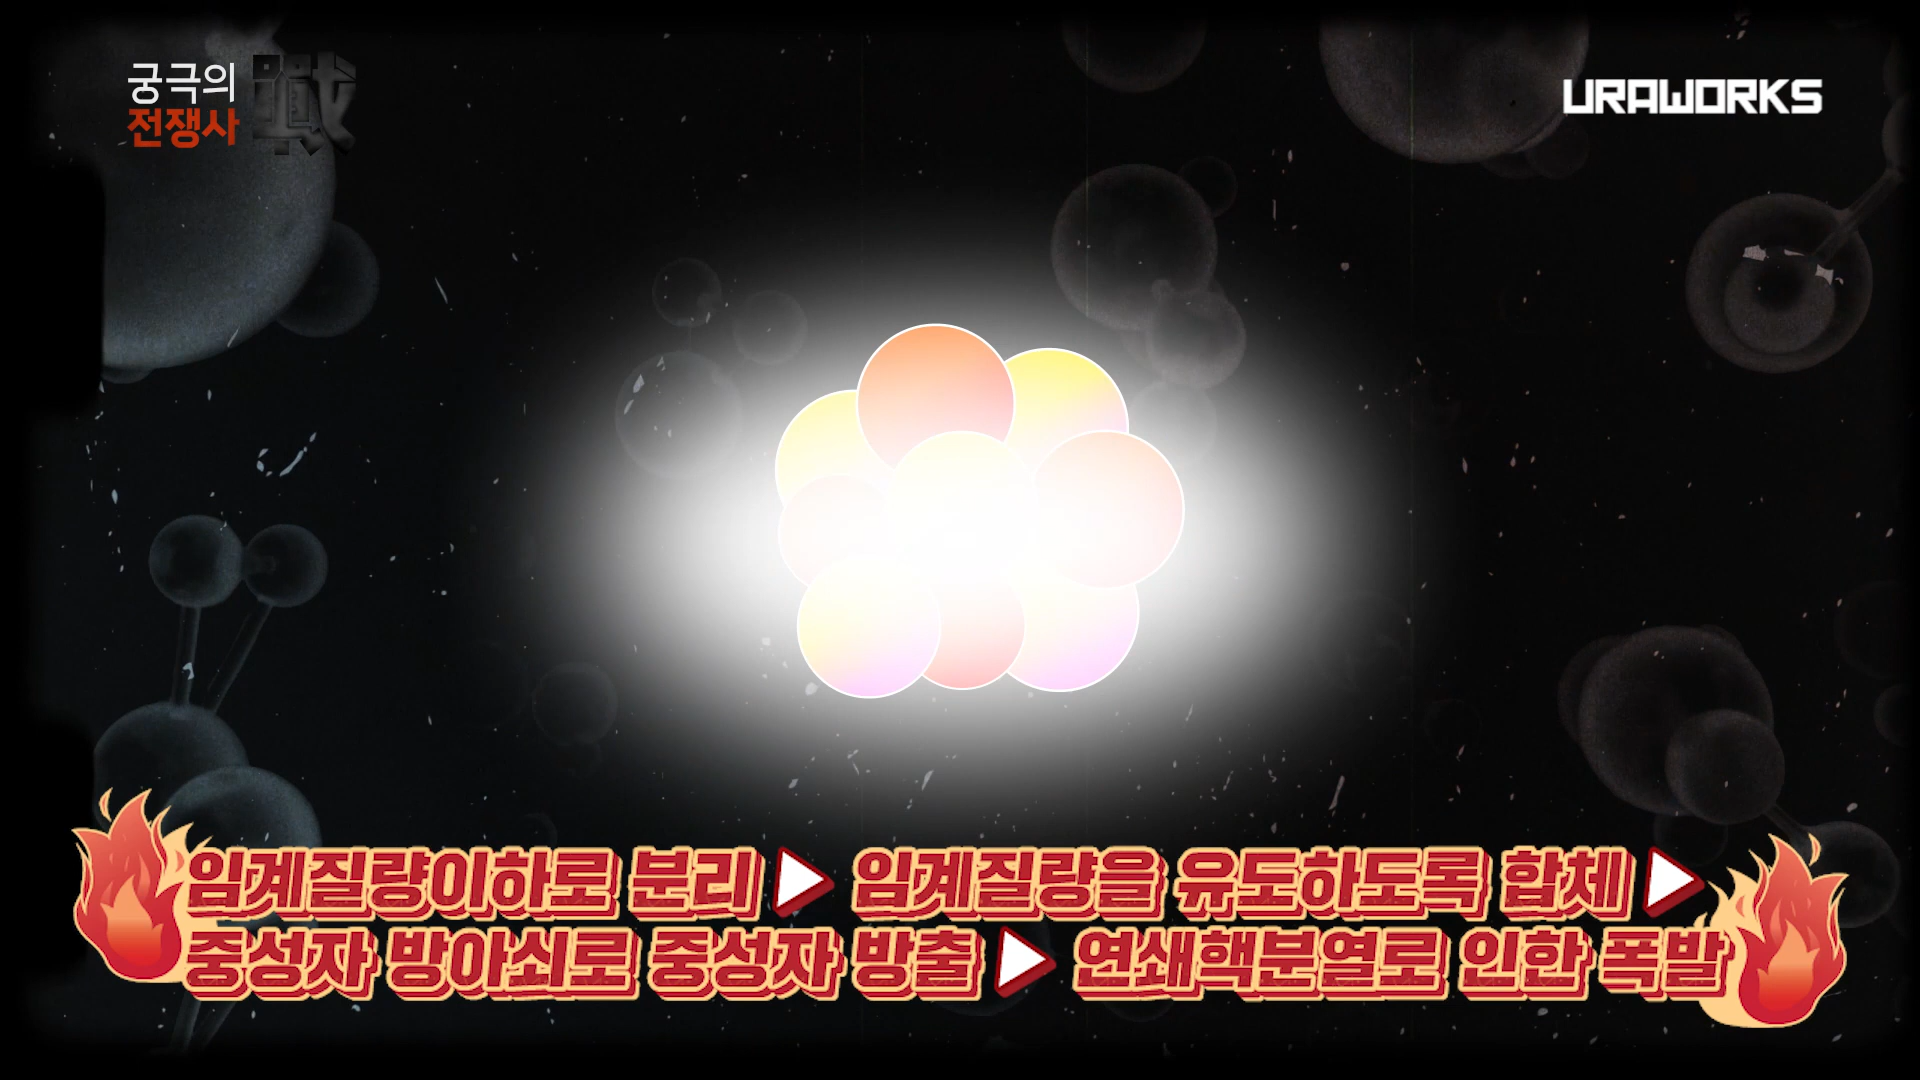 궁극의
전쟁사
戰
URAWORKS
임계질량이하로 분리 ▶ 임계질량을 유도하도록 합체 ▶
중성자 방아쇠로 중성자 방출 ▶ 연쇄핵분열로 인한 폭발